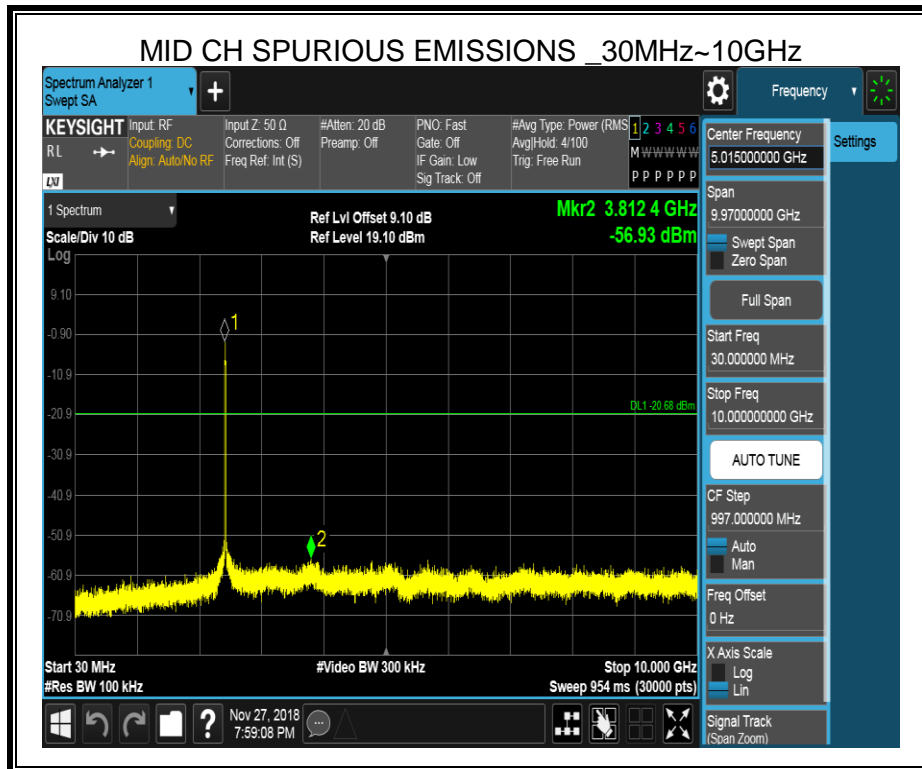 MID CH SPURIOUS EMISSIONS _30MHz~10GHz
Spectrum Analyzer 1
Swept SA
+
Frequency
KEYSIGHT
RL
LXI
Input: RF
Coupling: DC
Align: Auto/No RF
Input Z: 50 Ω
Corrections: Off
Freq Ref: Int (S)
#Atten: 20 dB
Preamp: Off
PNO: Fast
Gate: Off
IF Gain: Low
Sig Track: Off
#Avg Type: Power (RMS
Avg|Hold: 4/100
Trig: Free Run
1 2 3 4 5 6
M W W W W W
P P P P P P
1 Spectrum
Scale/Div 10 dB
Ref Lvl Offset 9.10 dB
Ref Level 19.10 dBm
Mkr2 3.812 4 GHz
-56.93 dBm
Log
9.10
-0.90
-10.9
-20.9
-30.9
-40.9
-50.9
-60.9
-70.9
1
2
DL1 -20.68 dBm
Start 30 MHz
#Res BW 100 kHz
#Video BW 300 kHz
Stop 10.000 GHz
Sweep 954 ms (30000 pts)
Center Frequency
5.015000000 GHz
Span
9.97000000 GHz
Swept Span
Zero Span
Full Span
Start Freq
30.000000 MHz
Stop Freq
10.000000000 GHz
AUTO TUNE
CF Step
997.000000 MHz
Auto
Man
Freq Offset
0 Hz
X Axis Scale
Log
Lin
Signal Track
(Span Zoom)
Settings
?
Nov 27, 2018
7:59:08 PM